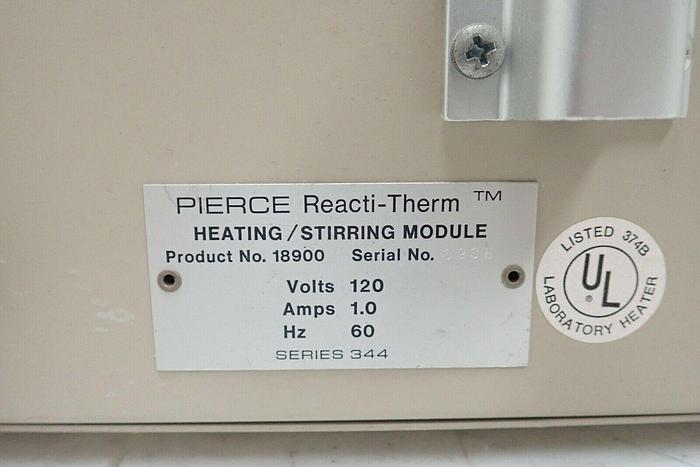 PIERCE Reacti-Therm ™
HEATING/STIRRING MODULE
Product No. 18900 Serial No.
Volts 120
Amps 1.0
Hz 60
SERIES 344
LISTED 374B
UL
®
LABORATORY HEATER